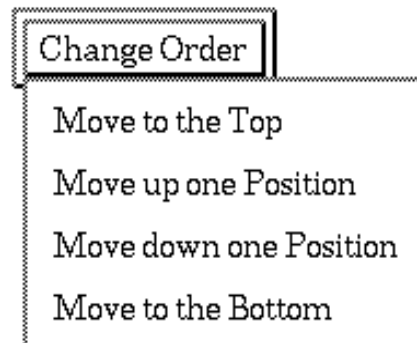 Change Order
Move to the Top
Move up one Position
Move down one Position
Move to the Bottom